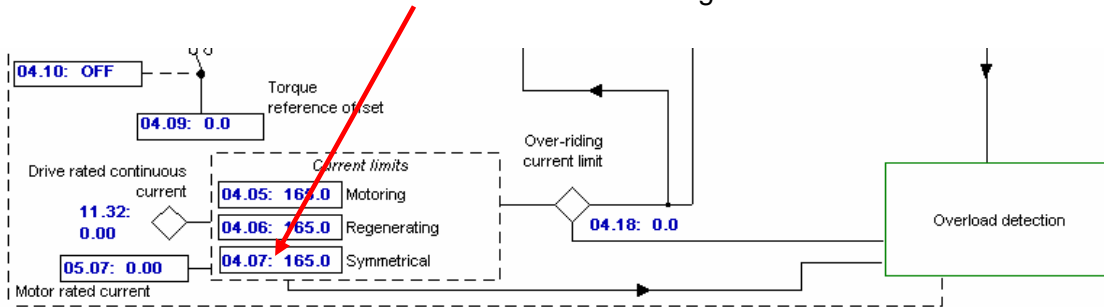 04.10: OFF
Torque
reference offset
04.09: 0.0
Over-riding
current limit
Drive rated continuous
current
11.32:
0.00
05.07: 0.00
Motor rated current
Current limits
04.05: 165.0 Motoring
04.06: 165.0 Regenerating
04.07: 165.0 Symmetrical
04.18: 0.0
Overload detection